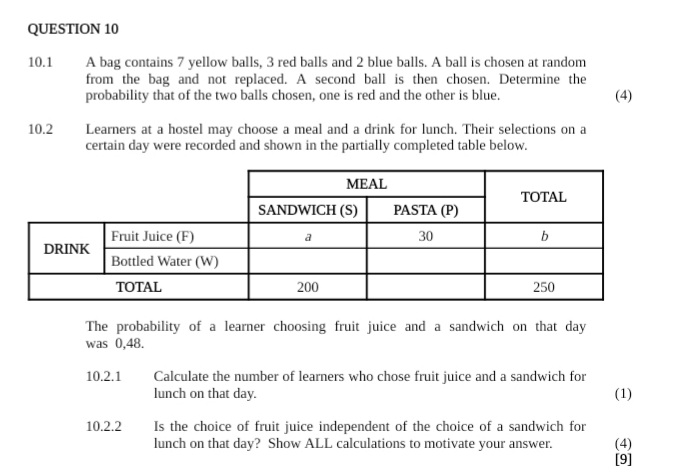 QUESTION 10
10.1 A bag contains 7 yellow balls, 3 red balls and 2 blue balls. A ball is chosen at random
from the bag and not replaced. A second ball is then chosen. Determine the
probability that of the two balls chosen, one is red and the other is blue. (4)
10.2 Learners at a hostel may choose a meal and a drink for lunch. Their selections on a
certain day were recorded and shown in the partially completed table below.
MEAL
TOTAL
SANDWICH (S) PASTA (P)
DRINK
Fruit Juice (F) a 30 b
Bottled Water (W)
TOTAL 200 250
The probability of a learner choosing fruit juice and a sandwich on that day
was 0,48.
10.2.1 Calculate the number of learners who chose fruit juice and a sandwich for
lunch on that day. (1)
10.2.2 Is the choice of fruit juice independent of the choice of a sandwich for
lunch on that day? Show ALL calculations to motivate your answer. (4)
[9]